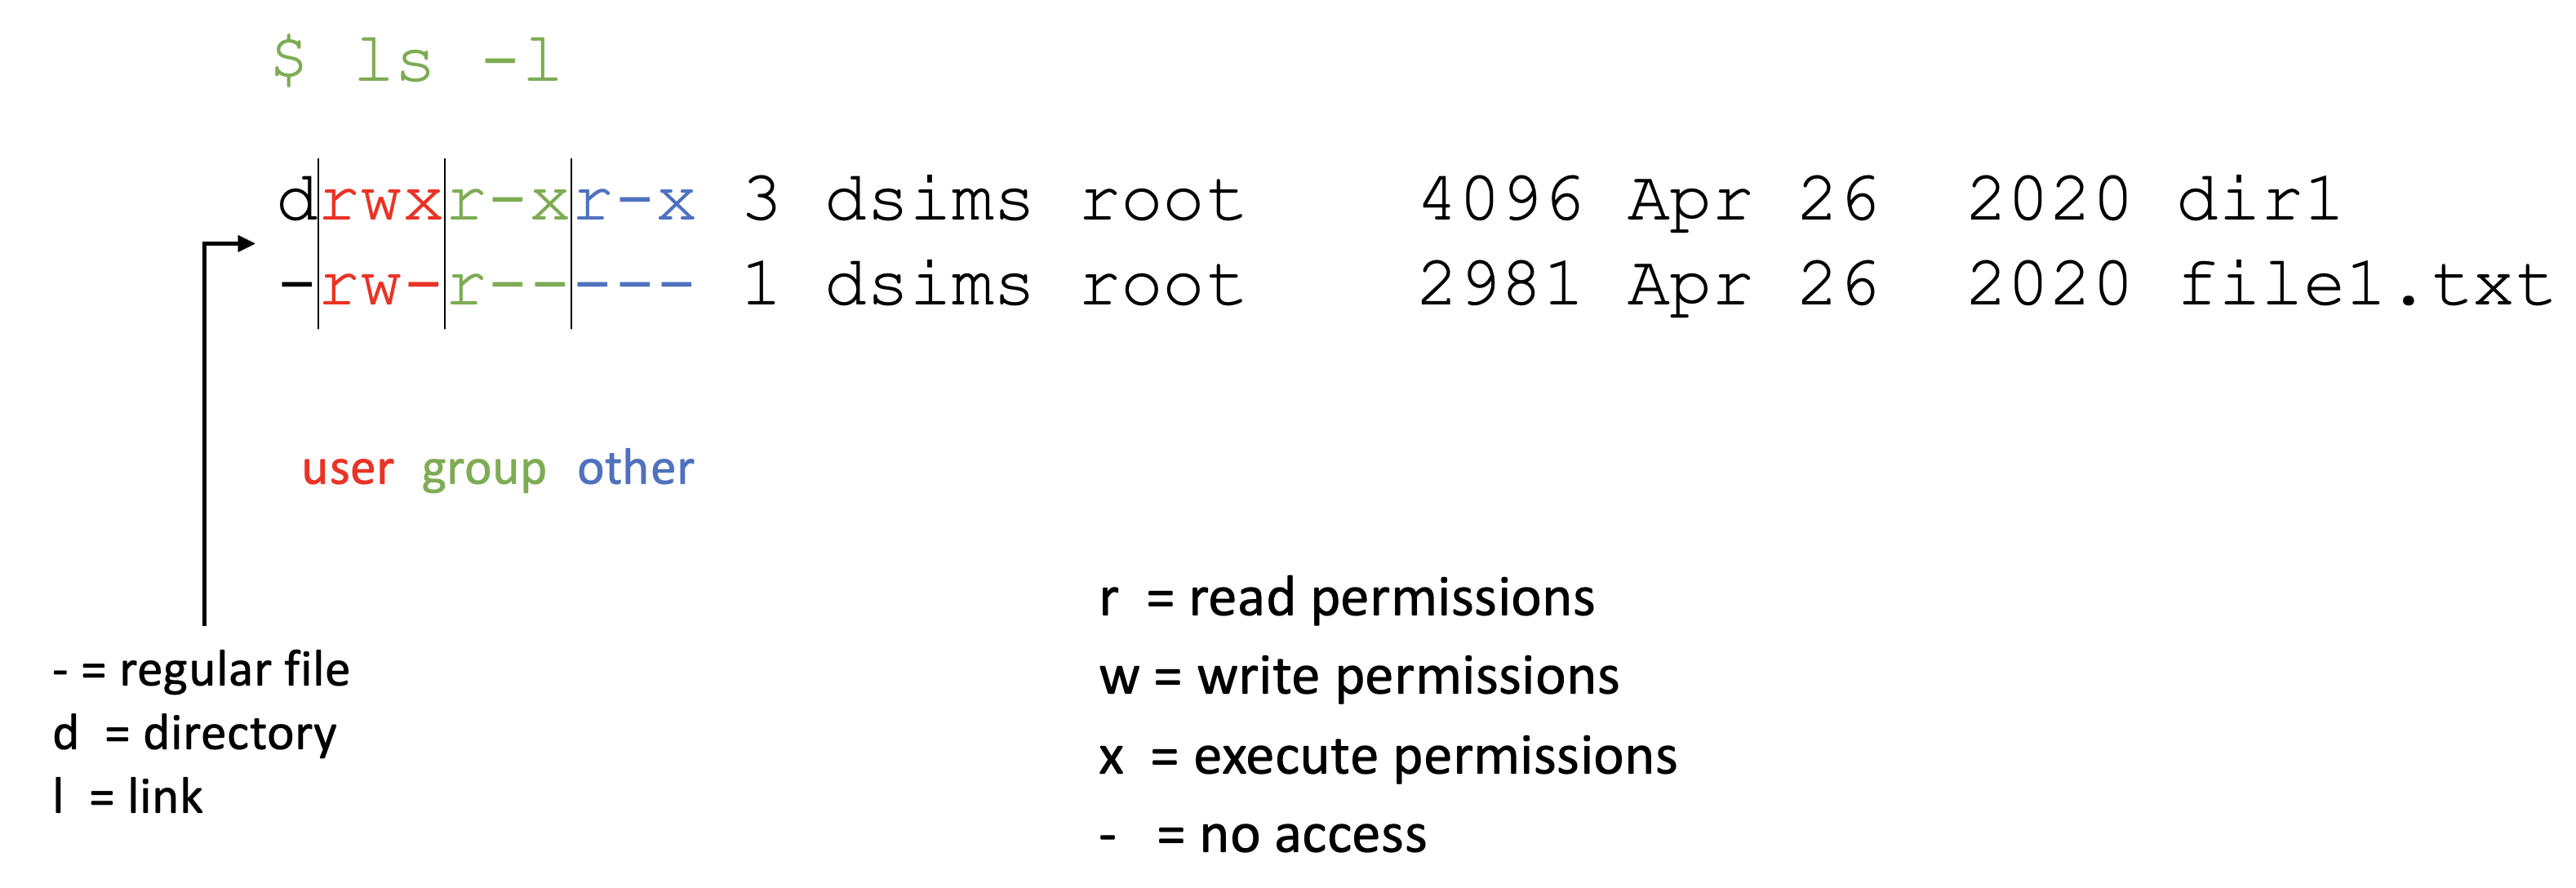 $ ls -l
drwxr-xr-x 3 dsims root 4096 Apr 26 2020 dir1
-rw-r----- 1 dsims root 2981 Apr 26 2020 file1.txt
user group other
- = regular file
d = directory
l = link
r = read permissions
w = write permissions
x = execute permissions
- = no access